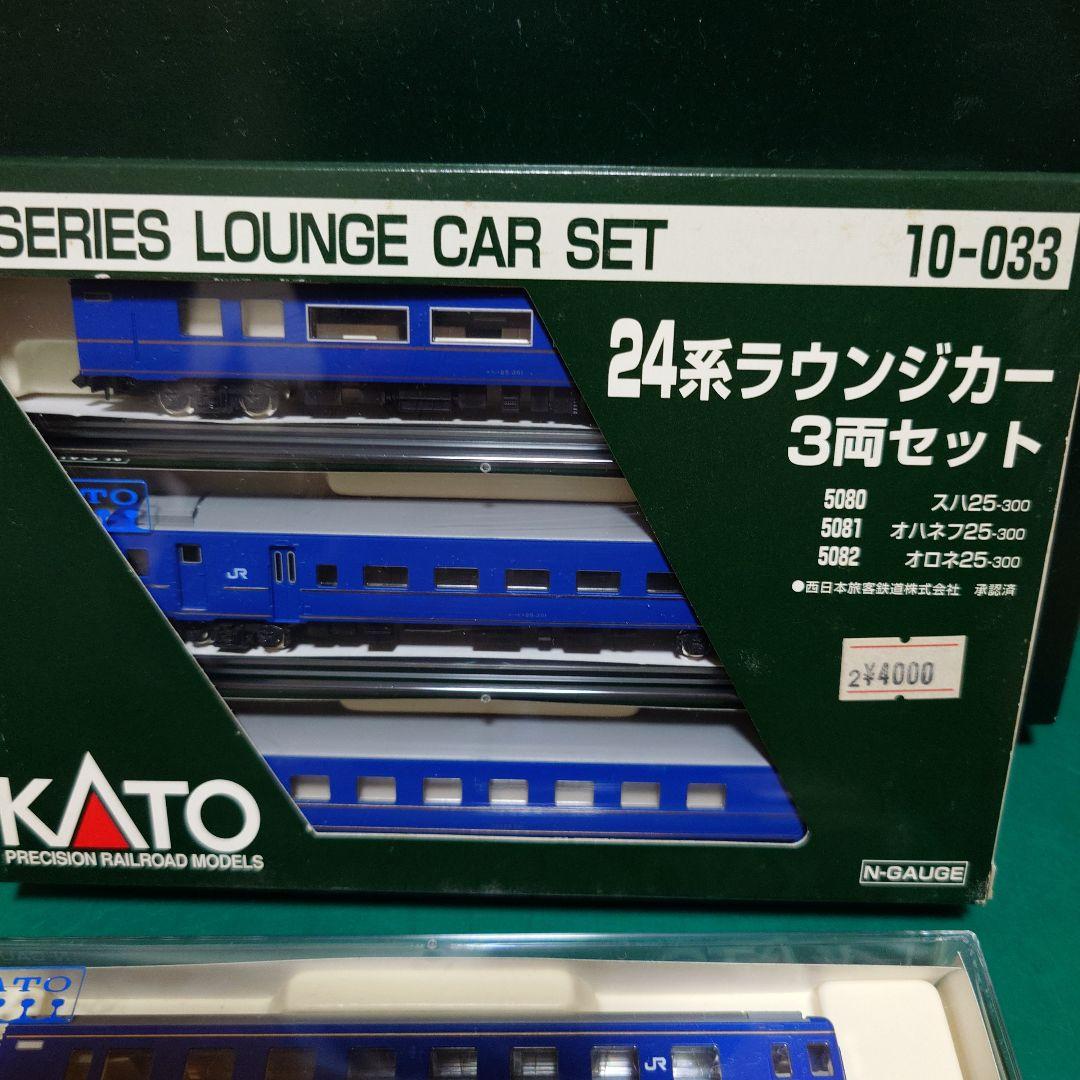 SERIES LOUNGE CAR SET 10-033
24系ラウンジカー
3両セット
5080 スハ25-300
5081 オハネフ25-300
5082 オロネ25-300
●西日本旅客鉄道株式会社 承認済
2¥4000
JR
KATO
PRECISION RAILROAD MODELS
N-GAUGE
JR